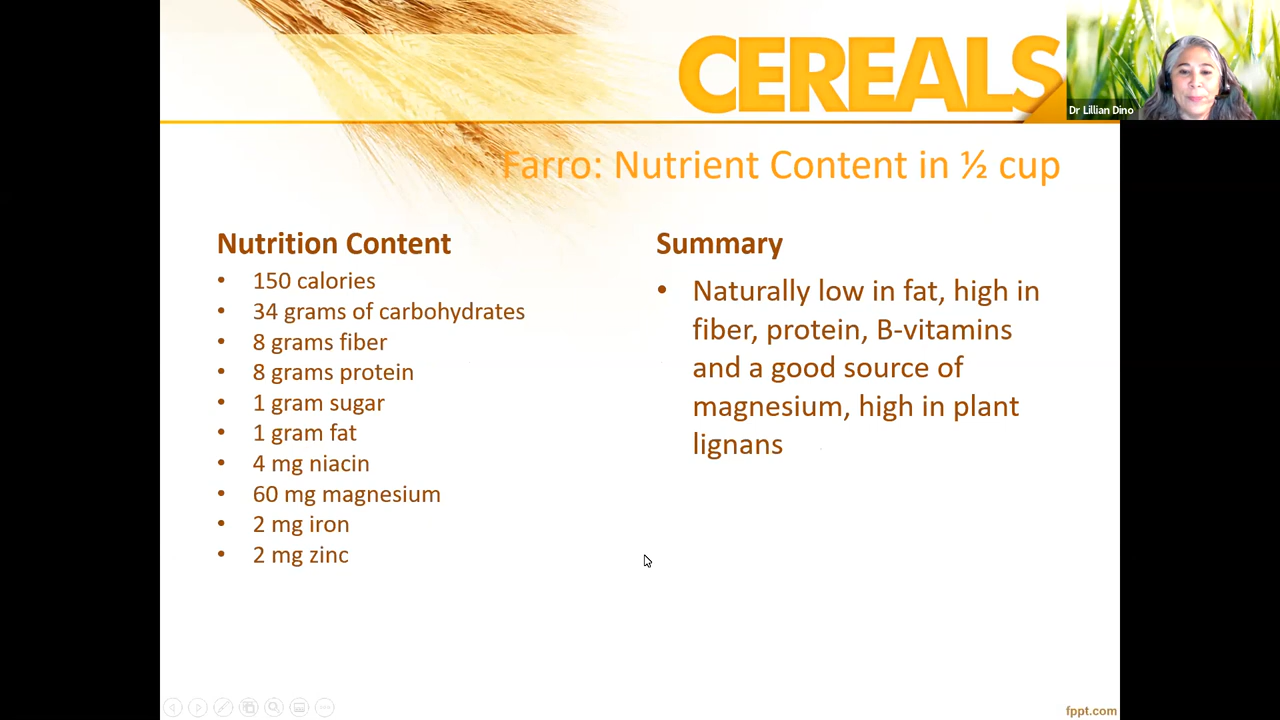 CEREALS
Dr Lillian Dino
Farro: Nutrient Content in ½ cup
Nutrition Content
• 150 calories
• 34 grams of carbohydrates
• 8 grams fiber
• 8 grams protein
• 1 gram sugar
• 1 gram fat
• 4 mg niacin
• 60 mg magnesium
• 2 mg iron
• 2 mg zinc
Summary
• Naturally low in fat, high in
fiber, protein, B-vitamins
and a good source of
magnesium, high in plant
lignans
fppt.com